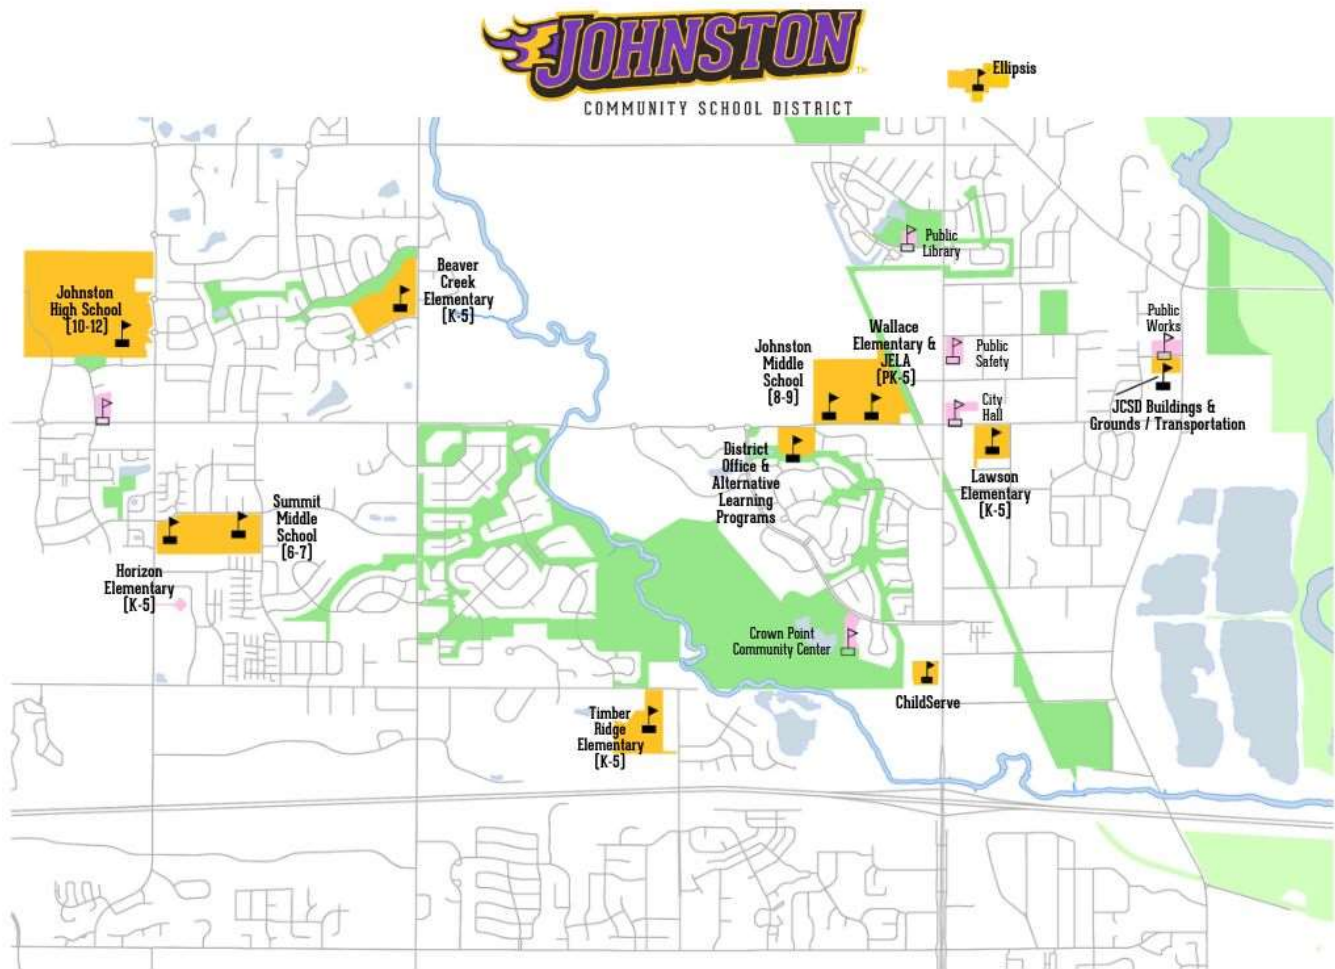 JOHNSTON
TM
COMMUNITY SCHOOL DISTRICT
Ellipsis
Public
Library
Beaver
Creek
Elementary
(K-5)
Johnston
High School
[10-12]
Public
Works
Wallace
Elementary &
JELA
(PK-5)
Johnston
Middle
School
[8-9]
Public
Safety
City
Hall
JCSD Buildings &
Grounds / Transportation
District
Office &
Alternative
Learning
Programs
Lawson
Elementary
(K-5)
Summit
Middle
School
(6-7)
Horizon
Elementary
(K-5)
Crown Point
Community Center
ChildServe
Timber
Ridge
Elementary
(K-5)